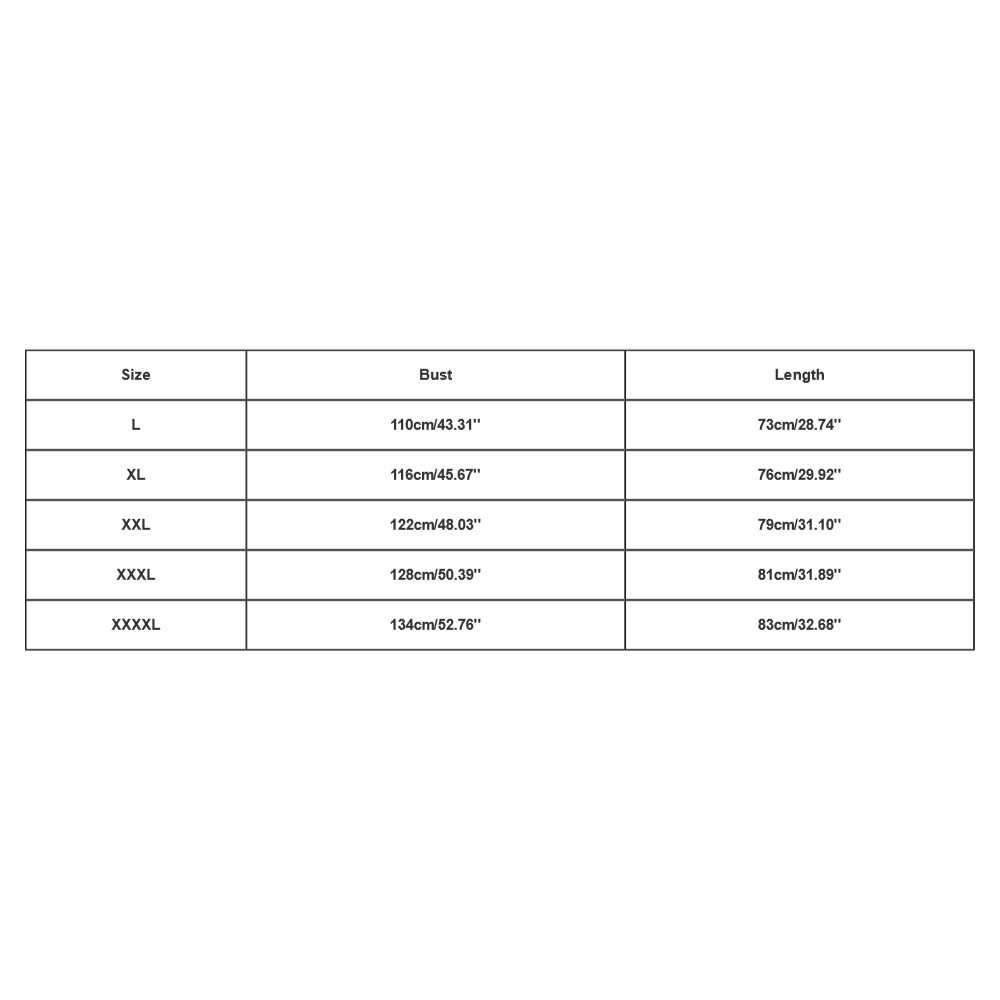 Size Bust Length
L 110cm/43.31'' 73cm/28.74''
XL 116cm/45.67'' 76cm/29.92''
XXL 122cm/48.03'' 79cm/31.10''
XXXL 128cm/50.39'' 81cm/31.89''
XXXXL 134cm/52.76'' 83cm/32.68''